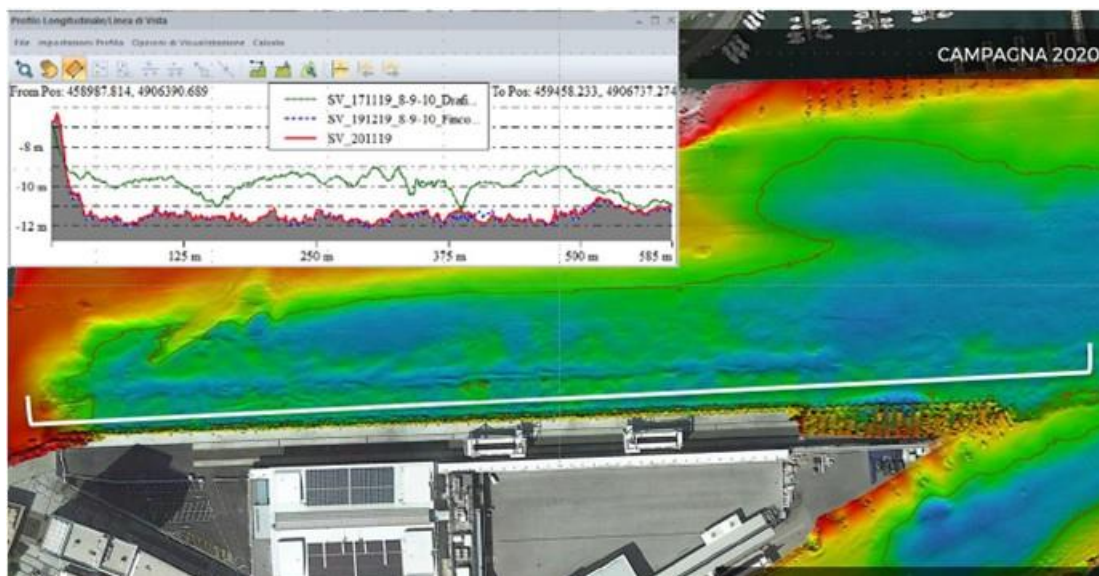 Profilo Longitudinale/Linea di Vista
File Impostazioni Profilo Opzioni di Visualizzazione Calcolo
From Pos: 458987.814, 4906390.689
To Pos: 459458.233, 4906737.274
SV_171119_8-9-10_Drafi...
SV_191219_8-9-10_Finco...
SV_201119
-8 m
-10 m
-12 m
125 m
250 m
375 m
590 m
585 m
CAMPAGNA 2020